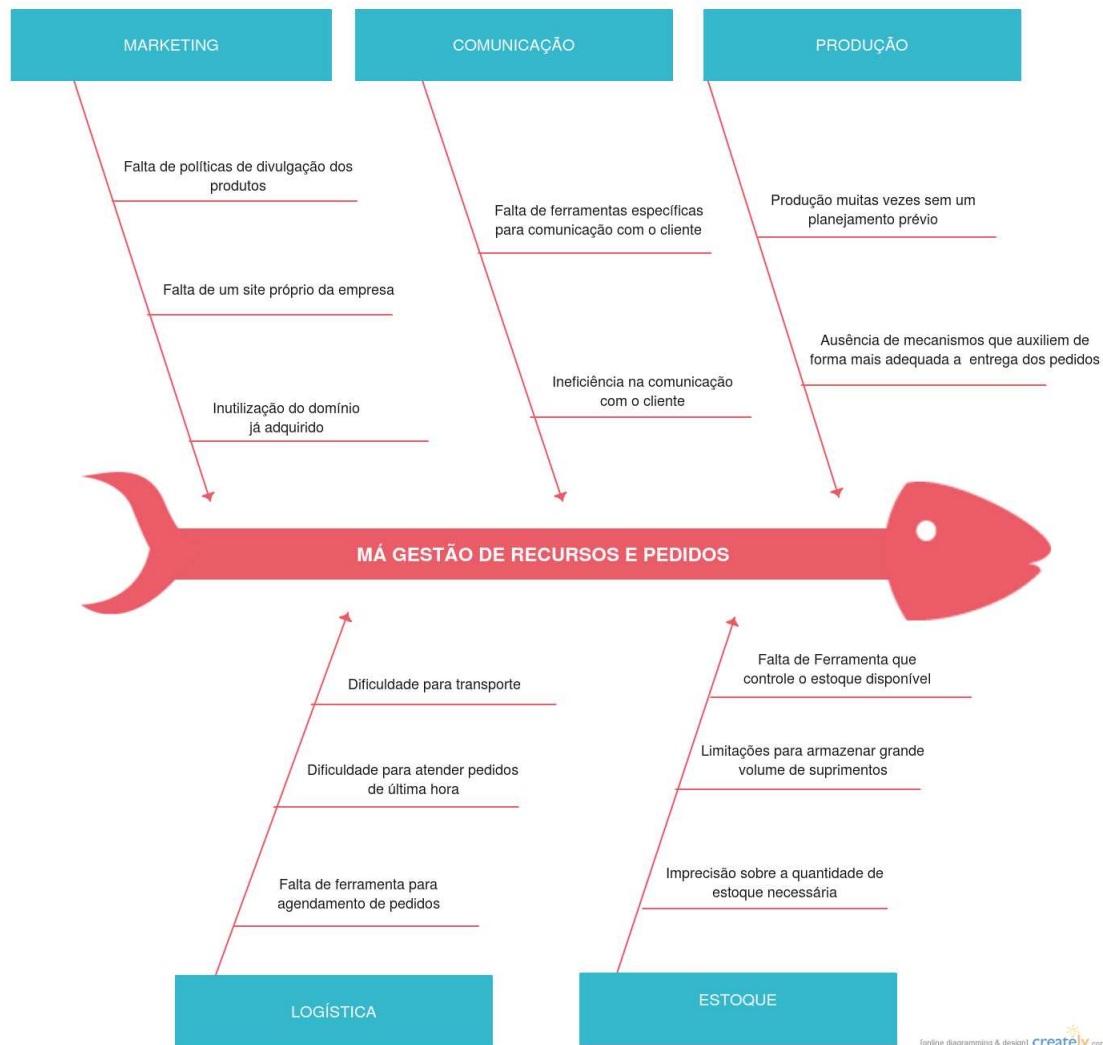 MARKETING
COMUNICAÇÃO
PRODUÇÃO
Falta de políticas de divulgação dos
produtos
Falta de um site próprio da empresa
Inutilização do domínio
já adquirido
Falta de ferramentas específicas
para comunicação com o cliente
Ineficiência na comunicação
com o cliente
Produção muitas vezes sem um
planejamento prévio
Ausência de mecanismos que auxiliem de
forma mais adequada a entrega dos pedidos
MÁ GESTÃO DE RECURSOS E PEDIDOS
Dificuldade para transporte
Dificuldade para atender pedidos
de última hora
Falta de ferramenta para
agendamento de pedidos
LOGÍSTICA
Falta de Ferramenta que
controle o estoque disponível
Limitações para armazenar grande
volume de suprimentos
Imprecisão sobre a quantidade de
estoque necessária
ESTOQUE
[online diagramming & design] creately